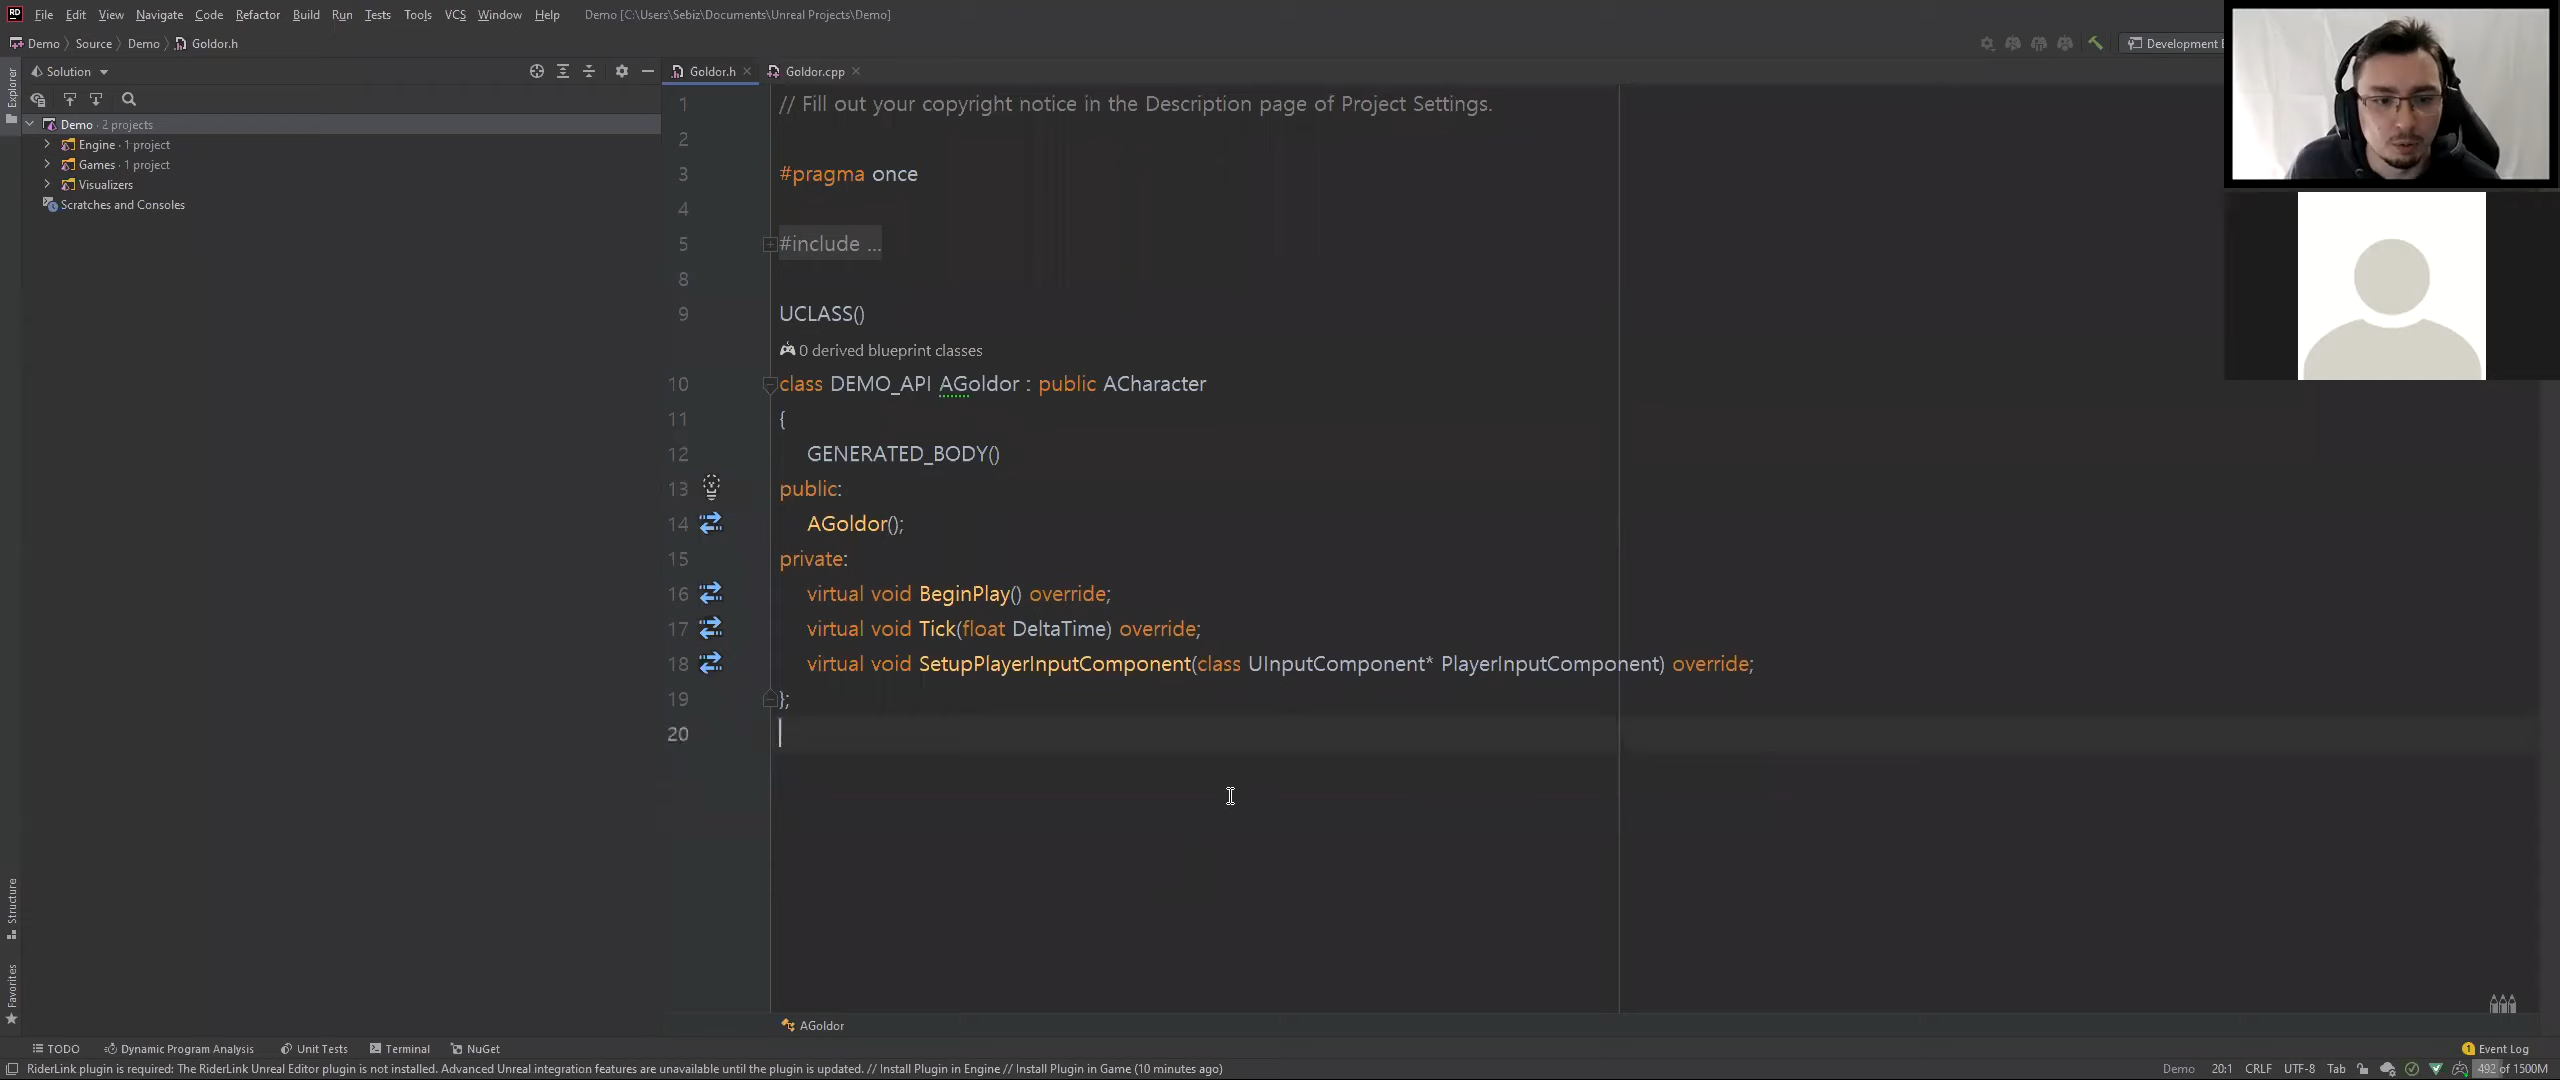 RD File Edit View Navigate Code Refactor Build Run Tests Tools VCS Window Help Demo [C:\Users\Sebiz\Documents\Unreal Projects\Demo]
Demo Source Demo Goldor.h
Development
Explorer
Solution
Goldor.h Goldor.cpp
Demo · 2 projects
Engine · 1 project
Games · 1 project
Visualizers
Scratches and Consoles
1 // Fill out your copyright notice in the Description page of Project Settings.
2
3 #pragma once
4
5 #include ...
8
9 UCLASS()
0 derived blueprint classes
10 class DEMO_API AGoldor : public ACharacter
11 {
12 GENERATED_BODY()
13 public:
14 AGoldor();
15 private:
16 virtual void BeginPlay() override;
17 virtual void Tick(float DeltaTime) override;
18 virtual void SetupPlayerInputComponent(class UInputComponent* PlayerInputComponent) override;
19 };
20
Structure
Favorites
AGoldor
TODO Dynamic Program Analysis Unit Tests Terminal NuGet
1 Event Log
RiderLink plugin is required: The RiderLink Unreal Editor plugin is not installed. Advanced Unreal integration features are unavailable until the plugin is updated. // Install Plugin in Engine // Install Plugin in Game (10 minutes ago)
Demo 20:1 CRLF UTF-8 Tab 492 of 1500M